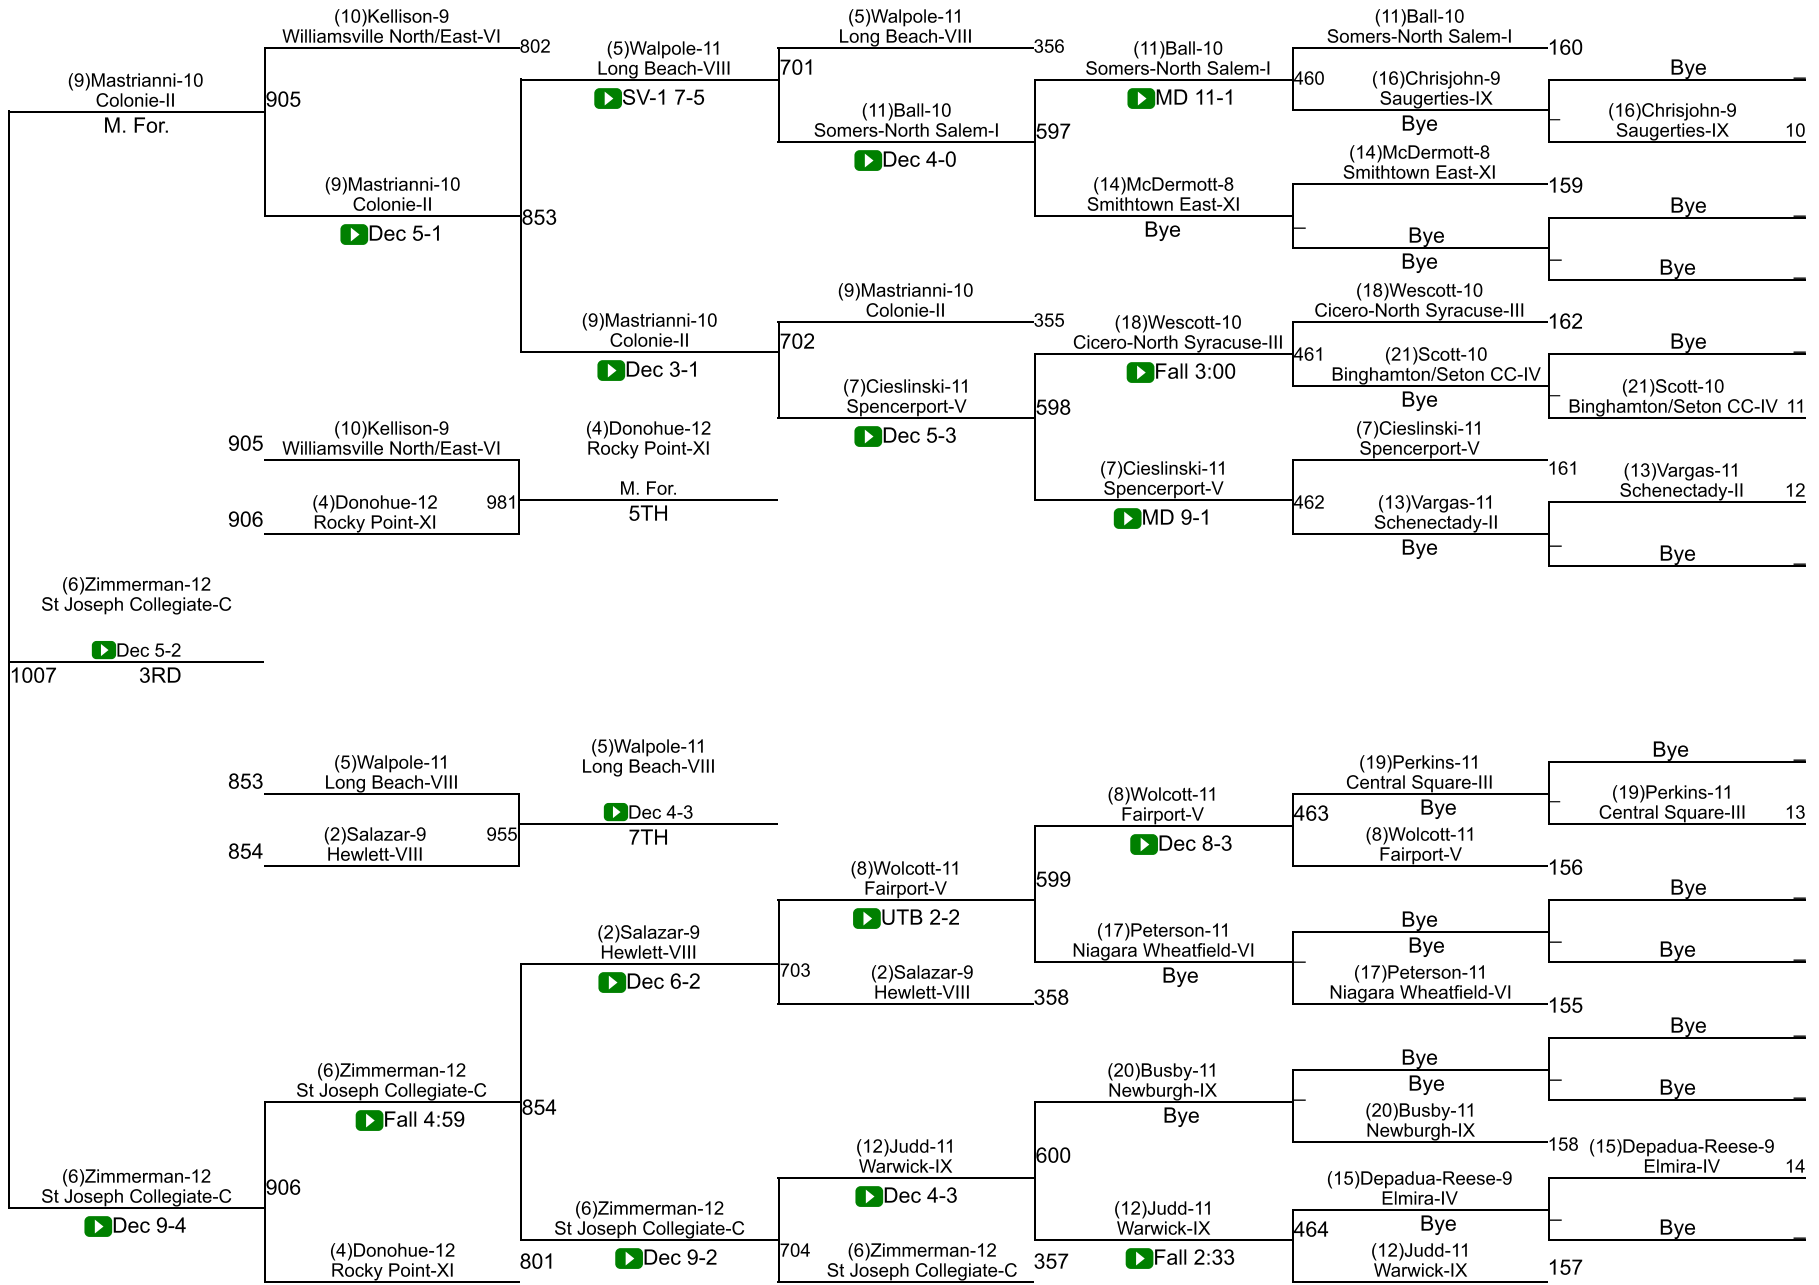 (9)Mastrianni-10
Colonie-II
M. For.
(6)Zimmerman-12
St Joseph Collegiate-C
Dec 5-2
1007
3RD
(6)Zimmerman-12
St Joseph Collegiate-C
Dec 9-4
(10)Kellison-9
Williamsville North/East-VI
802
905
(9)Mastrianni-10
Colonie-II
Dec 5-1
905
(10)Kellison-9
Williamsville North/East-VI
906
(4)Donohue-12
Rocky Point-XI
981
(4)Donohue-12
Rocky Point-XI
M. For.
5TH
853
(5)Walpole-11
Long Beach-VIII
854
(2)Salazar-9
Hewlett-VIII
955
(5)Walpole-11
Long Beach-VIII
Dec 4-3
7TH
(6)Zimmerman-12
St Joseph Collegiate-C
Fall 4:59
906
(4)Donohue-12
Rocky Point-XI
801
(5)Walpole-11
Long Beach-VIII
SV-1 7-5
853
(9)Mastrianni-10
Colonie-II
Dec 3-1
(2)Salazar-9
Hewlett-VIII
Dec 6-2
854
(6)Zimmerman-12
St Joseph Collegiate-C
Dec 9-2
(5)Walpole-11
Long Beach-VIII
356
701
(11)Ball-10
Somers-North Salem-I
Dec 4-0
(9)Mastrianni-10
Colonie-II
355
702
(7)Cieslinski-11
Spencerport-V
Dec 5-3
(8)Wolcott-11
Fairport-V
UTB 2-2
703
(2)Salazar-9
Hewlett-VIII
358
(12)Judd-11
Warwick-IX
Dec 4-3
704
(6)Zimmerman-12
St Joseph Collegiate-C
357
(11)Ball-10
Somers-North Salem-I
MD 11-1
597
(14)McDermott-8
Smithtown East-XI
Bye
(18)Wescott-10
Cicero-North Syracuse-III
Fall 3:00
598
(7)Cieslinski-11
Spencerport-V
MD 9-1
(8)Wolcott-11
Fairport-V
Dec 8-3
599
(17)Peterson-11
Niagara Wheatfield-VI
Bye
(20)Busby-11
Newburgh-IX
Bye
600
(12)Judd-11
Warwick-IX
Fall 2:33
(11)Ball-10
Somers-North Salem-I
160
460
(16)Chrisjohn-9
Saugerties-IX
Bye
(14)McDermott-8
Smithtown East-XI
159
Bye
Bye
(18)Wescott-10
Cicero-North Syracuse-III
162
461
(21)Scott-10
Binghamton/Seton CC-IV
Bye
(7)Cieslinski-11
Spencerport-V
161
462
(13)Vargas-11
Schenectady-II
Bye
(19)Perkins-11
Central Square-III
Bye
463
(8)Wolcott-11
Fairport-V
156
Bye
Bye
(17)Peterson-11
Niagara Wheatfield-VI
155
Bye
Bye
(20)Busby-11
Newburgh-IX
158
(15)Depadua-Reese-9
Elmira-IV
Bye
464
(12)Judd-11
Warwick-IX
157
Bye
(16)Chrisjohn-9
Saugerties-IX
10
Bye
Bye
Bye
(21)Scott-10
Binghamton/Seton CC-IV
11
(13)Vargas-11
Schenectady-II
12
Bye
Bye
(19)Perkins-11
Central Square-III
13
Bye
Bye
Bye
Bye
(15)Depadua-Reese-9
Elmira-IV
14
Bye